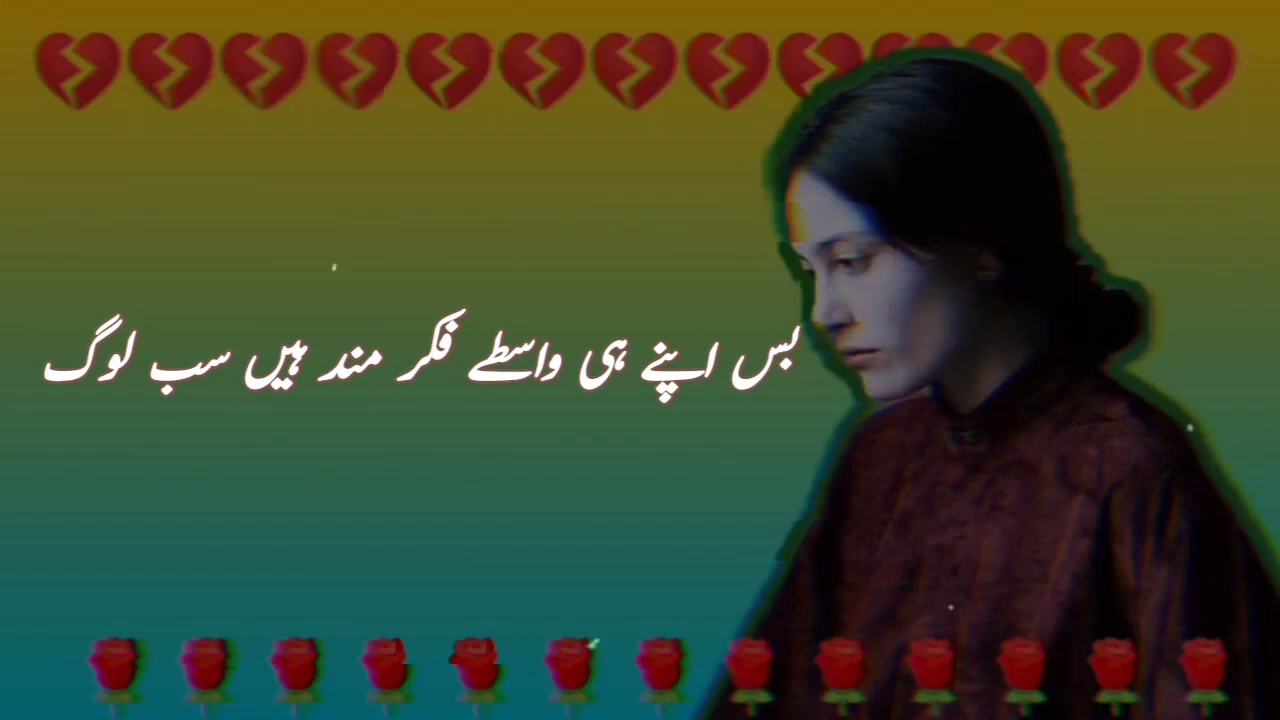 بس اپنے ہی واسطے فکر مند ہیں سب لوگ